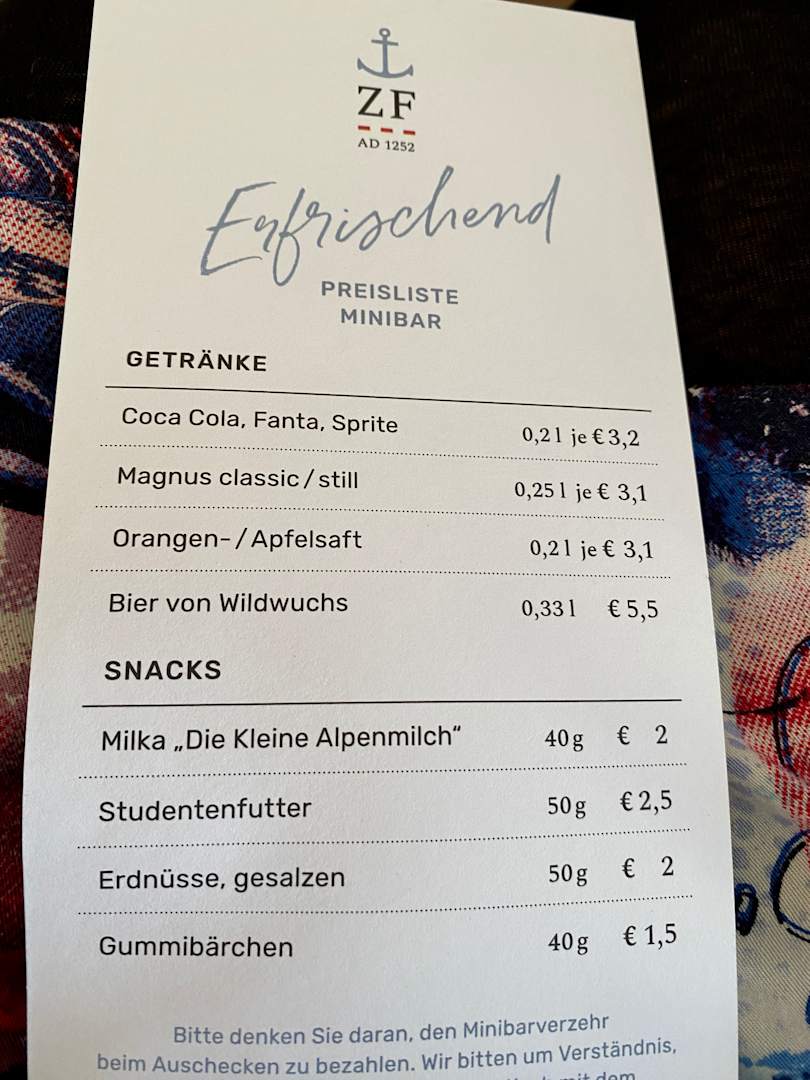 ZF
AD 1252
Erfrischend
PREISLISTE
MINIBAR
GETRÄNKE
Coca Cola, Fanta, Sprite 0,2 l je € 3,2
Magnus classic / still 0,25 l je € 3,1
Orangen- / Apfelsaft 0,2 l je € 3,1
Bier von Wildwuchs 0,33 l € 5,5
SNACKS
Milka „Die Kleine Alpenmilch“ 40 g € 2
Studentenfutter 50 g € 2,5
Erdnüsse, gesalzen 50 g € 2
Gummibärchen 40 g € 1,5
Bitte denken Sie daran, den Minibarverzehr
beim Auschecken zu bezahlen. Wir bitten um Verständnis,
mit dem